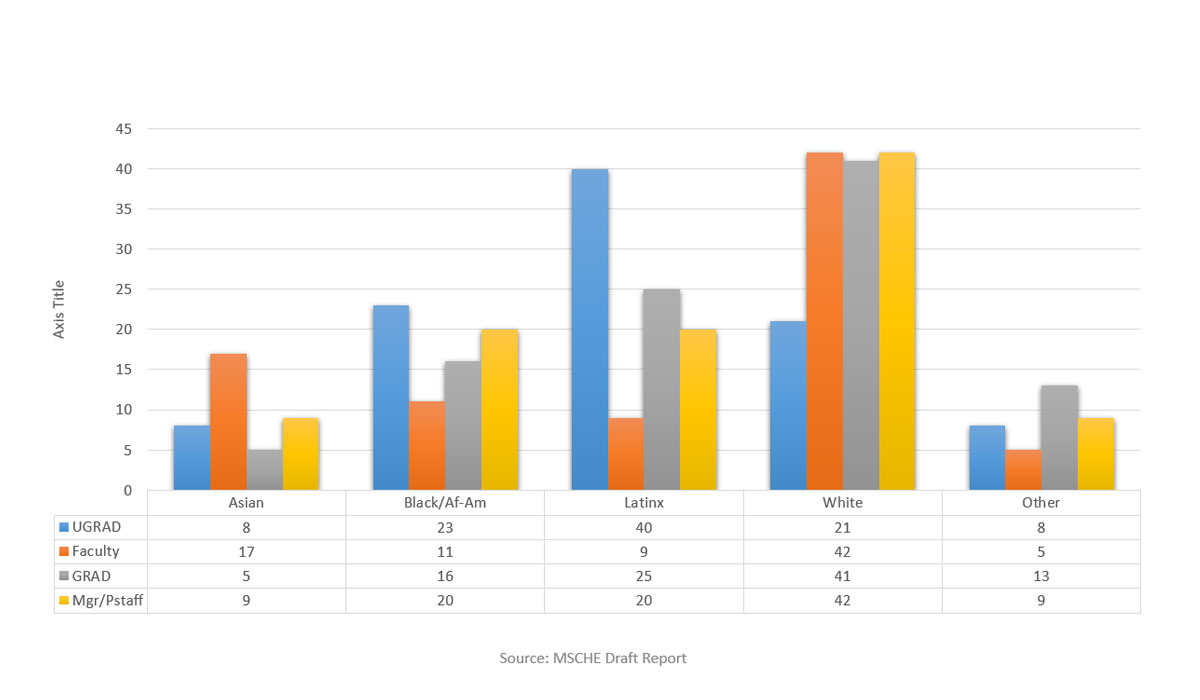 45
40
35
30
25
20
15
10
5
0
Axis Title
Asian Black/Af-Am Latinx White Other
UGRAD 8 23 40 21 8
Faculty 17 11 9 42 5
GRAD 5 16 25 41 13
Mgr/Pstaff 9 20 20 42 9
Source: MSCHE Draft Report